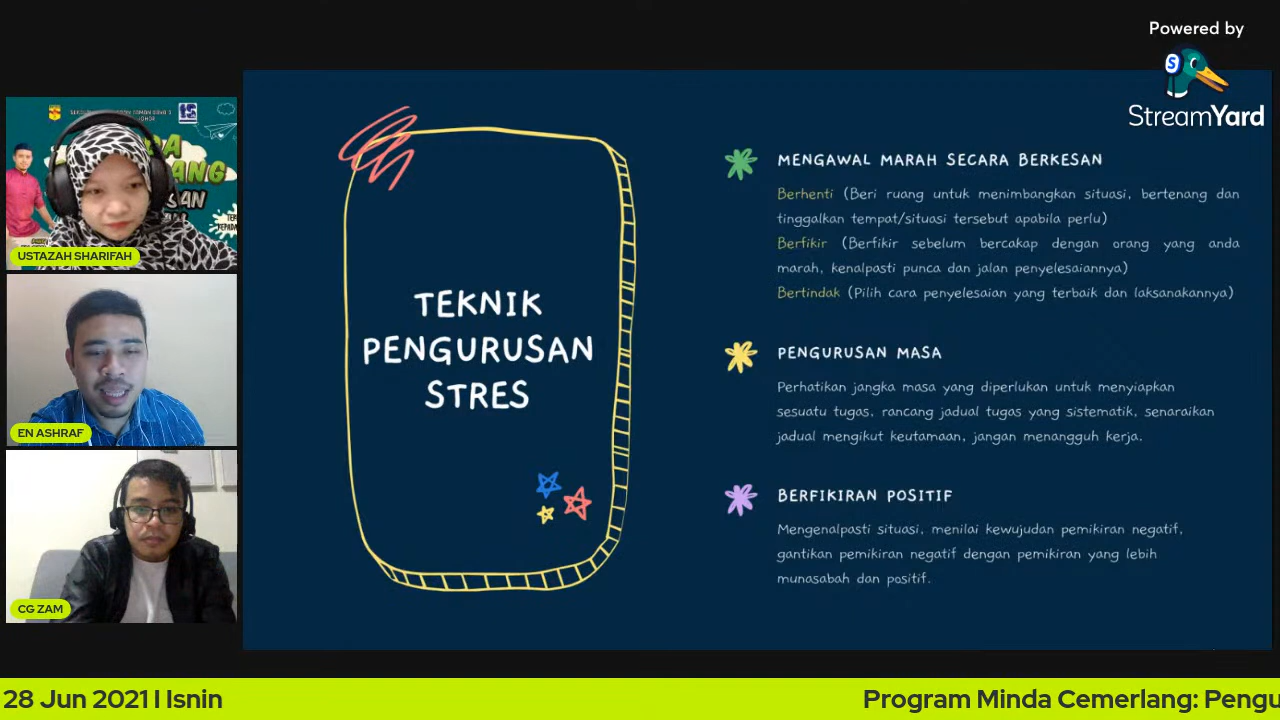 Powered by
StreamYard
USTAZAH SHARIFAH
EN ASHRAF
CG ZAM
TEKNIK
PENGURUSAN
STRES
MENGAWAL MARAH SECARA BERKESAN
Berhenti (Beri ruang untuk menimbangkan situasi, bertenang dan
tinggalkan tempat/situasi tersebut apabila perlu)
Berfikir (Berfikir sebelum bercakap dengan orang yang anda
marah, kenalpasti punca dan jalan penyelesaiannya)
Bertindak (Pilih cara penyelesaian yang terbaik dan laksanakannya)
PENGURUSAN MASA
Perhatikan jangka masa yang diperlukan untuk menyiapkan
sesuatu tugas, rancang jadual tugas yang sistematik, senaraikan
jadual mengikut keutamaan, jangan menangguh kerja.
BERFIKIRAN POSITIF
Mengenalpasti situasi, menilai kewujudan pemikiran negatif,
gantikan pemikiran negatif dengan pemikiran yang lebih
munasabah dan positif.
28 Jun 2021 I Isnin
Program Minda Cemerlang: Pengu